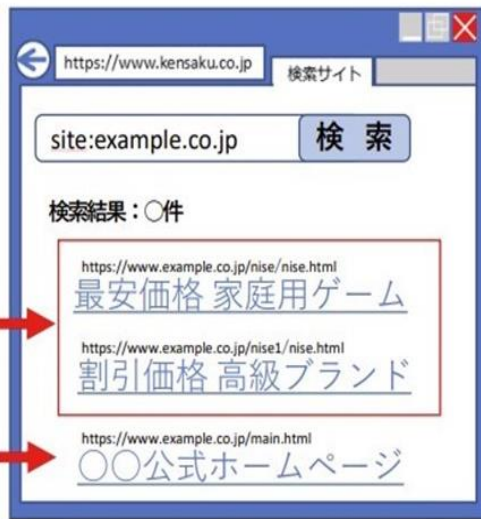 https://www.kensaku.co.jp
検索サイト
site:example.co.jp
検 索
検索結果：○件
https://www.example.co.jp/nise/nise.html
最安価格 家庭用ゲーム
https://www.example.co.jp/nise1/nise.html
割引価格 高級ブランド
https://www.example.co.jp/main.html
○○公式ホームページ